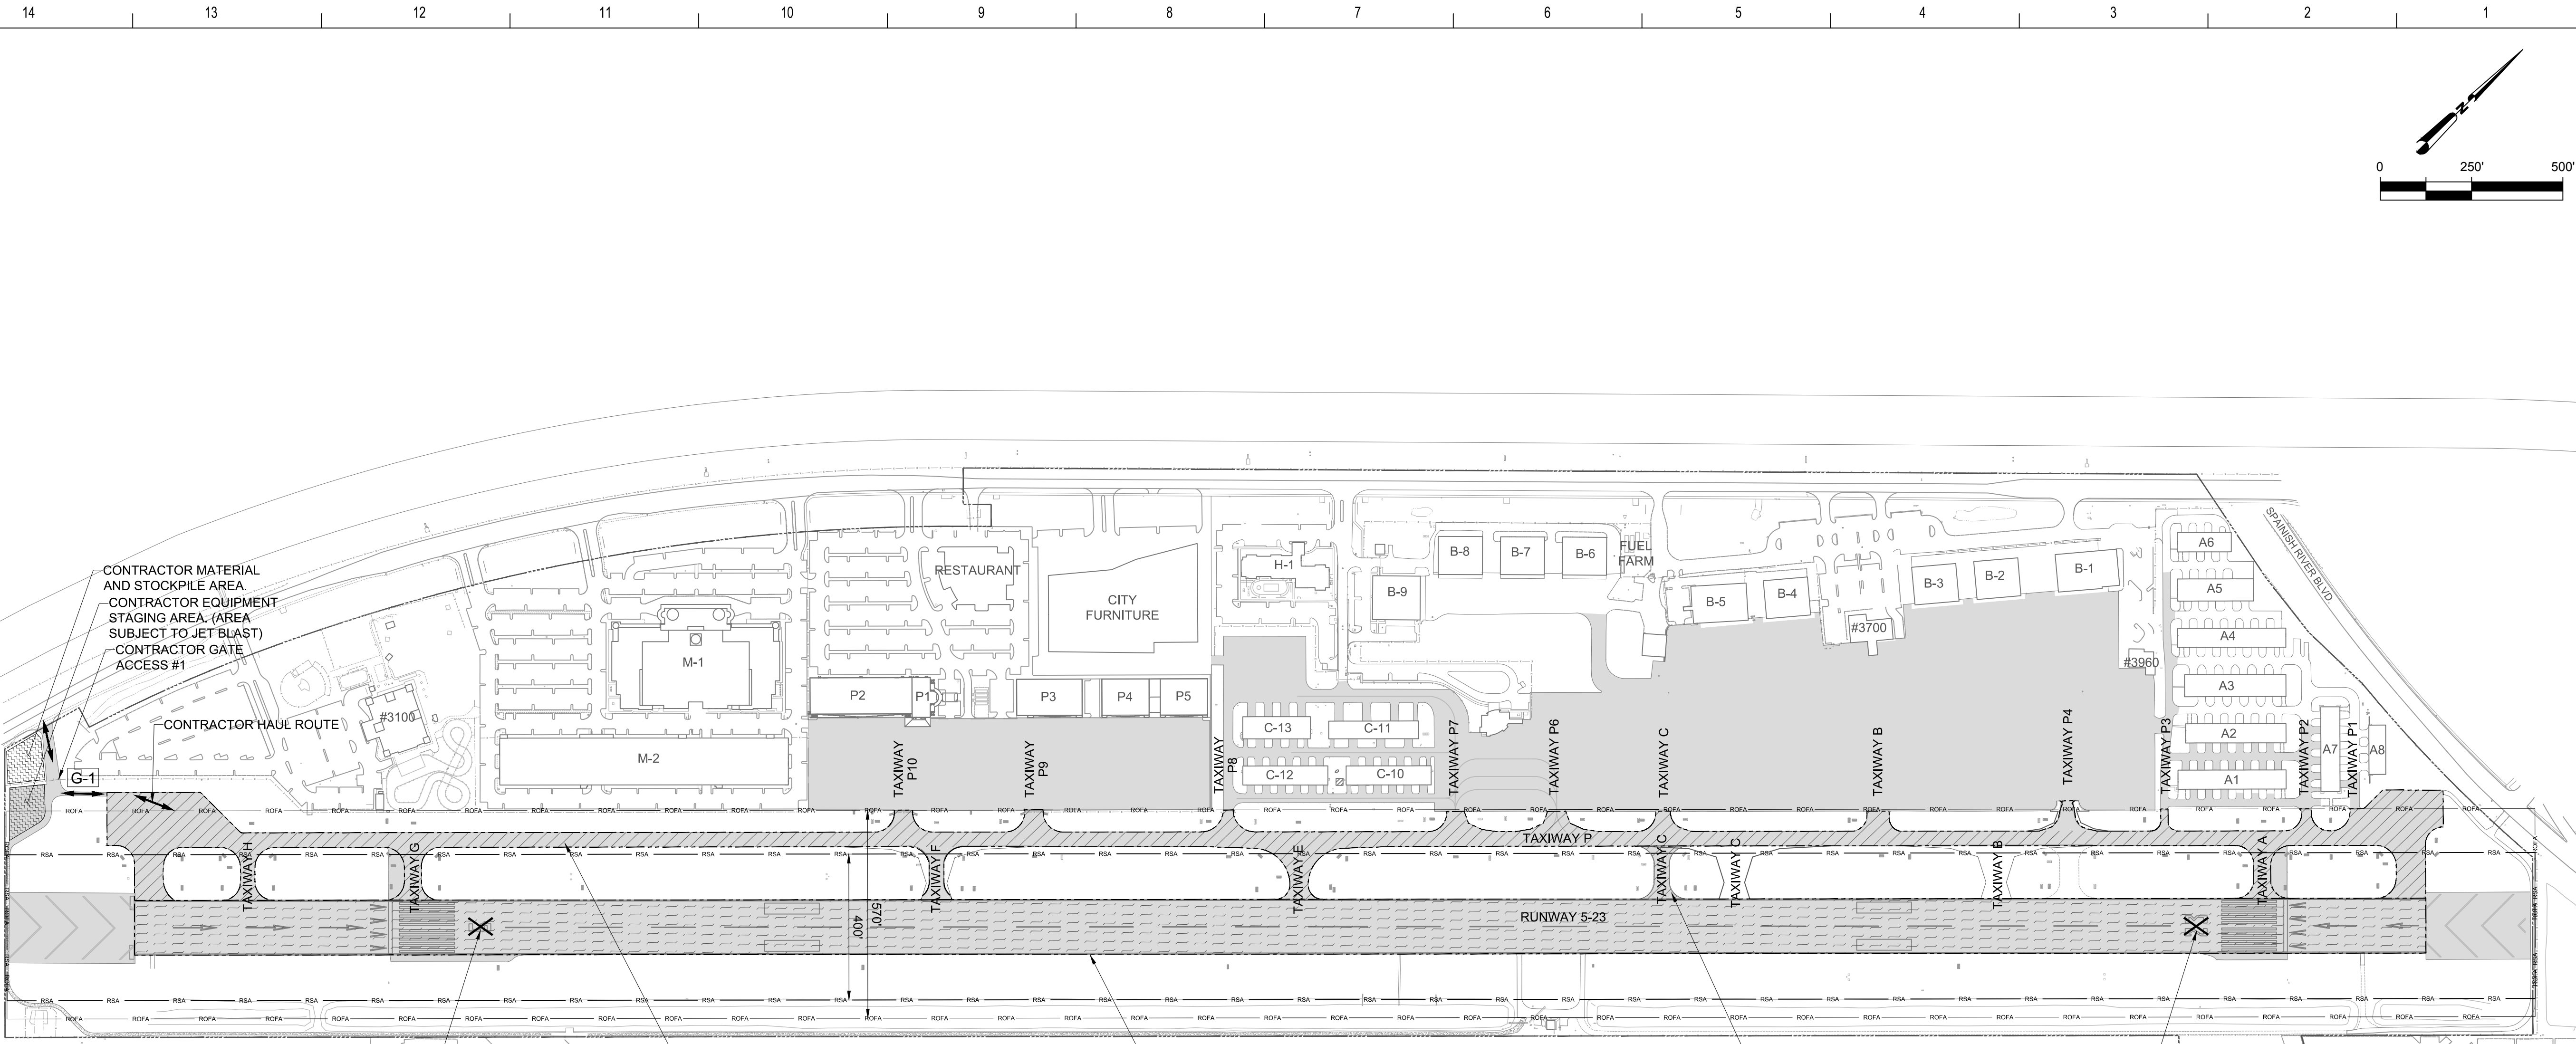 14 13 12 11 10 9 8 7 6 5 4 3 2 1
N
0 250' 500'
SPAINISH RIVER BLVD.
CONTRACTOR MATERIAL
AND STOCKPILE AREA.
CONTRACTOR EQUIPMENT
STAGING AREA. (AREA
SUBJECT TO JET BLAST)
CONTRACTOR GATE
ACCESS #1
CONTRACTOR HAUL ROUTE
G-1
#3100
M-1
M-2
RESTAURANT
P2
P1
P3
P4
P5
CITY
FURNITURE
H-1
B-9
B-8
B-7
B-6
FUEL
FARM
B-5
B-4
#3700
B-3
B-2
B-1
#3960
A6
A5
A4
A3
A2
A1
A7
A8
C-13
C-11
C-12
C-10
TAXIWAY
P10
TAXIWAY
P9
TAXIWAY
P8
TAXIWAY P7
TAXIWAY P6
TAXIWAY C
TAXIWAY B
TAXIWAY P4
TAXIWAY P3
TAXIWAY P2
TAXIWAY P1
TAXIWAY P
TAXIWAY H
TAXIWAY G
TAXIWAY F
TAXIWAY E
TAXIWAY C
TAXIWAY C
TAXIWAY B
TAXIWAY A
570'
400'
RUNWAY 5-23
ROFA
RSA
RSA
ROFA